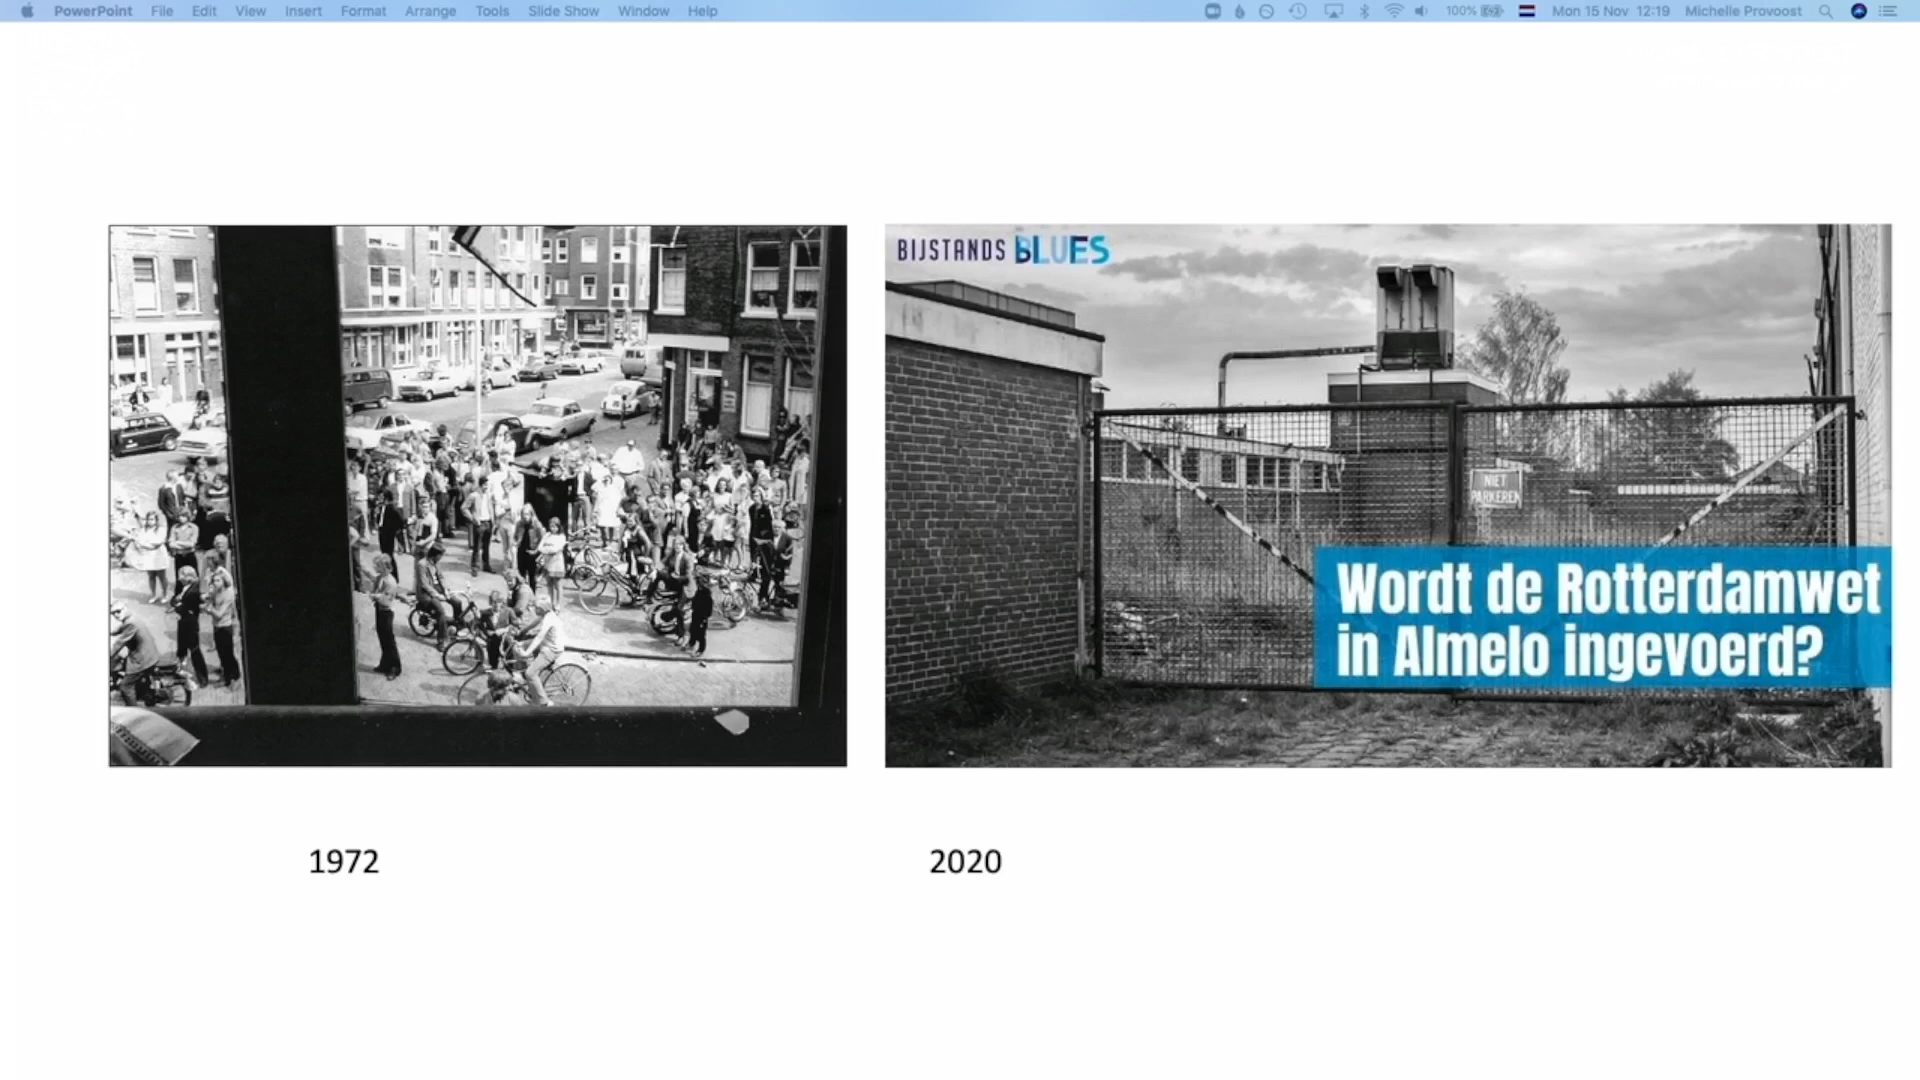 PowerPoint File Edit View Insert Format Arrange Tools Slide Show Window Help 100% Mon 15 Nov 12:19 Michelle Provoost
BIJSTANDS BLUES
NIET
PARKEREN
Wordt de Rotterdamwet
in Almelo ingevoerd?
1972
2020